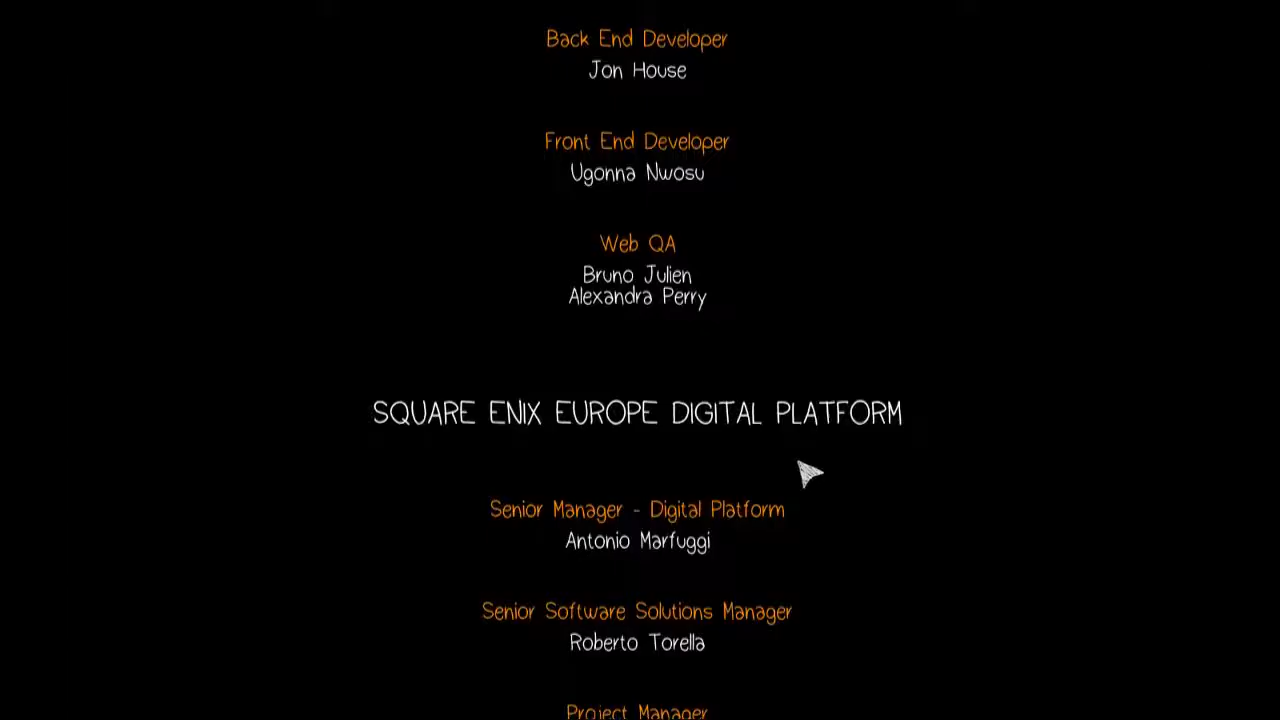 Back End Developer
Jon House
Front End Developer
Ugonna Nwosu
Web QA
Bruno Julien
Alexandra Perry
SQUARE ENIX EUROPE DIGITAL PLATFORM
Senior Manager - Digital Platform
Antonio Marfuggi
Senior Software Solutions Manager
Roberto Torella
Project Manager